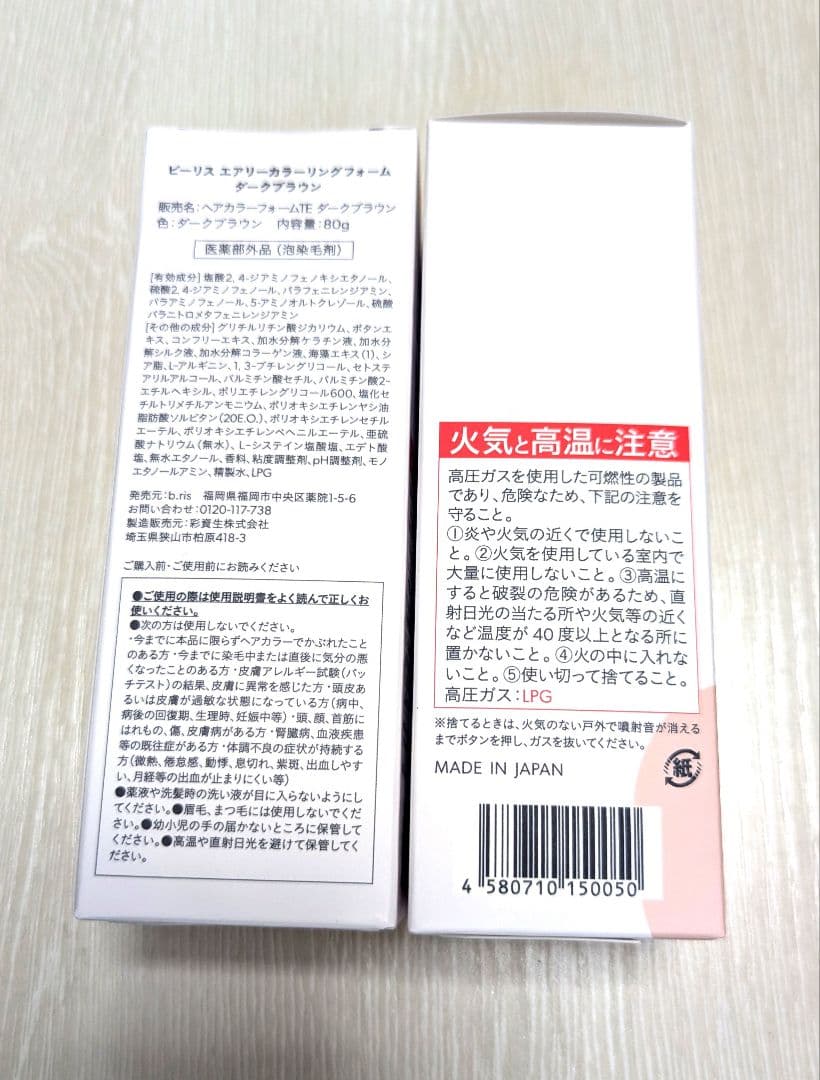 ビーリス エアリーカラーリングフォーム
ダークブラウン
販売名:ヘアカラーフォームTE ダークブラウン
色:ダークブラウン 内容量:80g
医薬部外品(泡染毛剤)
[有効成分] 塩酸2, 4-ジアミノフェノキシエタノール、
硫酸2, 4-ジアミノフェノール、パラフェニレンジアミン、
パラアミノフェノール、5-アミノオルトクレゾール、硫酸
パラニトロメタフェニレンジアミン
[その他の成分] グリチルリチン酸ジカリウム、ボタンエ
キス、コンフリーエキス、加水分解ケラチン液、加水分
解シルク液、加水分解コラーゲン液、海藻エキス(1)、シ
ア脂、L-アルギニン、1, 3-ブチレングリコール、セトステ
アリルアルコール、パルミチン酸セチル、パルミチン酸2-
エチルヘキシル、ポリエチレングリコール600、塩化セ
チルトリメチルアンモニウム、ポリオキシエチレンヤシ油
脂肪酸ソルビタン(20E.O.)、ポリオキシエチレンセチル
エーテル、ポリオキシエチレンベヘニルエーテル、亜硫
酸ナトリウム(無水)、L-システイン塩酸塩、エデト酸
塩、無水エタノール、香料、粘度調整剤、pH調整剤、モノ
エタノールアミン、精製水、LPG
発売元:b.ris 福岡県福岡市中央区薬院1-5-6
お問い合わせ:0120-117-738
製造販売元:彩資生株式会社
埼玉県狭山市柏原418-3
ご購入前・ご使用前にお読みください
●ご使用の際は使用説明書をよく読んで正しくお
使いください。
●次の方は使用しないでください。
・今までに本品に限らずヘアカラーでかぶれたこと
のある方・今までに染毛中または直後に気分の悪
くなったことのある方・皮膚アレルギー試験(パッ
チテスト)の結果、皮膚に異常を感じた方・頭皮あ
るいは皮膚が過敏な状態になっている方(病中、
病後の回復期、生理時、妊娠中等)・頭、顔、首筋に
はれもの、傷、皮膚病がある方・腎臓病、血液疾患
等の既往症がある方・体調不良の症状が持続する
方(微熱、倦怠感、動悸、息切れ、紫斑、出血しやす
い、月経等の出血が止まりにくい等)
●薬液や洗髪時の洗い液が目に入らないようにし
てください。●眉毛、まつ毛には使用しないでくだ
さい。●幼小児の手の届かないところに保管して
ください。●高温や直射日光を避けて保管してく
ださい。
火気と高温に注意
高圧ガスを使用した可燃性の製品
であり、危険なため、下記の注意を
守ること。
①炎や火気の近くで使用しないこ
と。②火気を使用している室内で
大量に使用しないこと。③高温に
すると破裂の危険があるため、直
射日光の当たる所や火気等の近く
など温度が 40 度以上となる所に
置かないこと。④火の中に入れな
いこと。⑤使い切って捨てること。
高圧ガス:LPG
※捨てるときは、火気のない戸外で噴射音が消える
までボタンを押し、ガスを抜いてください。
MADE IN JAPAN
紙
4 580710 150050